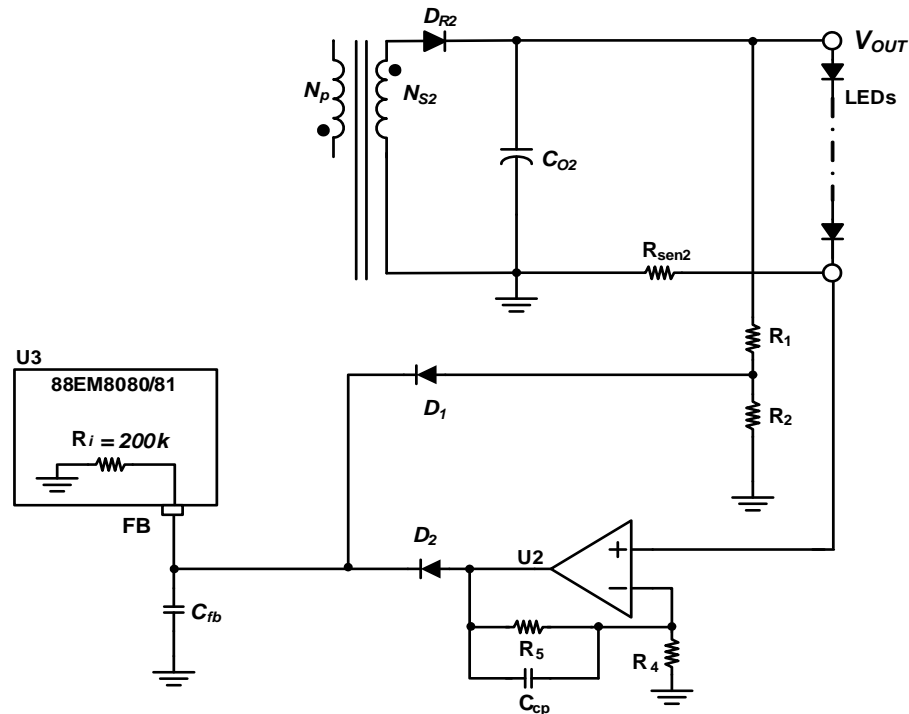 D_R2
V_OUT
N_p
N_S2
LEDs
C_O2
R_sen2
R_1
U3
88EM8080/81
D_1
R_2
R_i = 200k
FB
D_2
U2
+
−
C_fb
R_5
R_4
C_cp